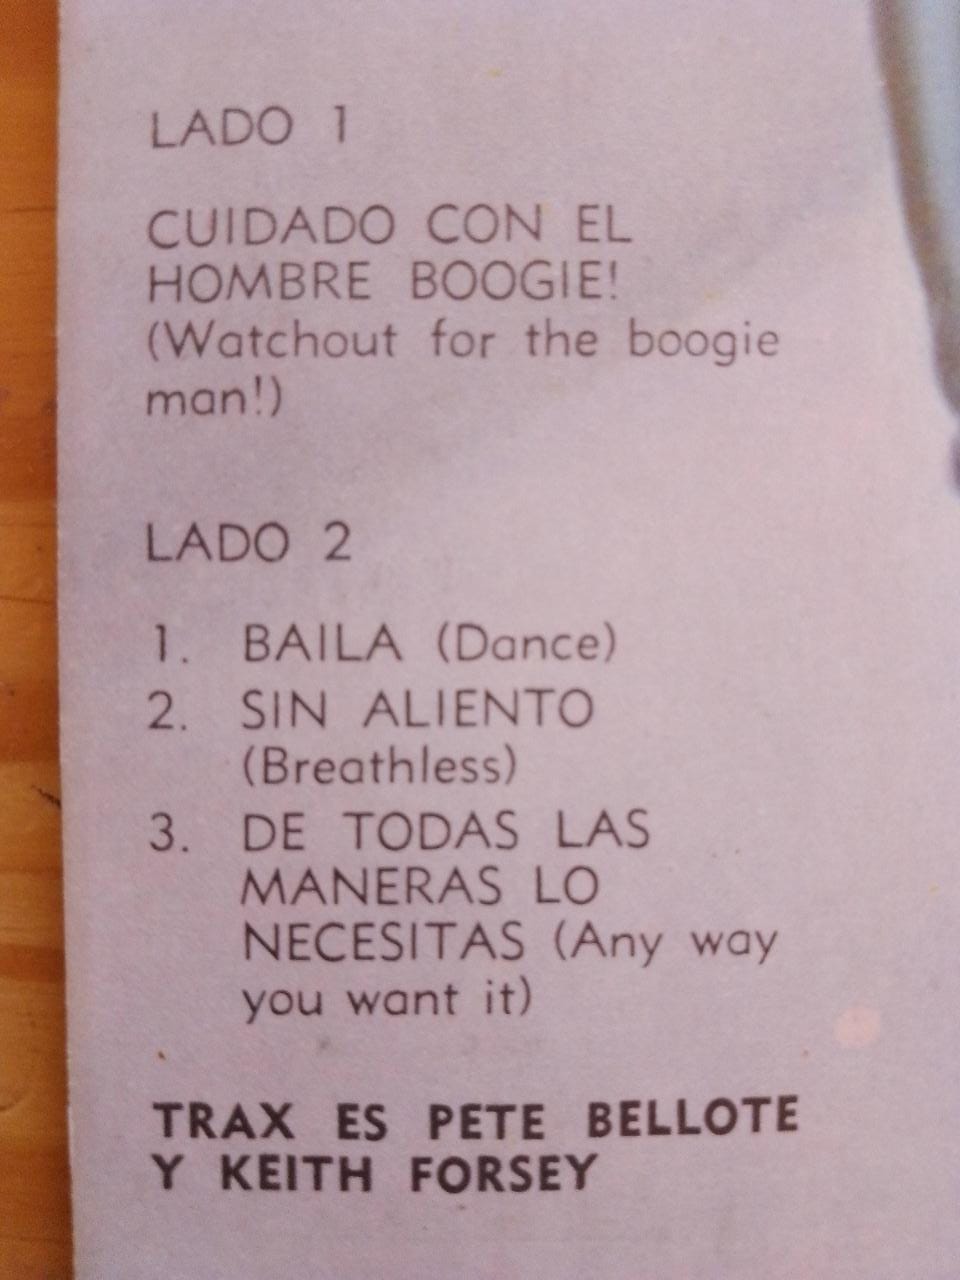 LADO 1
CUIDADO CON EL
HOMBRE BOOGIE!
(Watchout for the boogie
man!)
LADO 2
1. BAILA (Dance)
2. SIN ALIENTO
(Breathless)
3. DE TODAS LAS
MANERAS LO
NECESITAS (Any way
you want it)
TRAX ES PETE BELLOTE
Y KEITH FORSEY